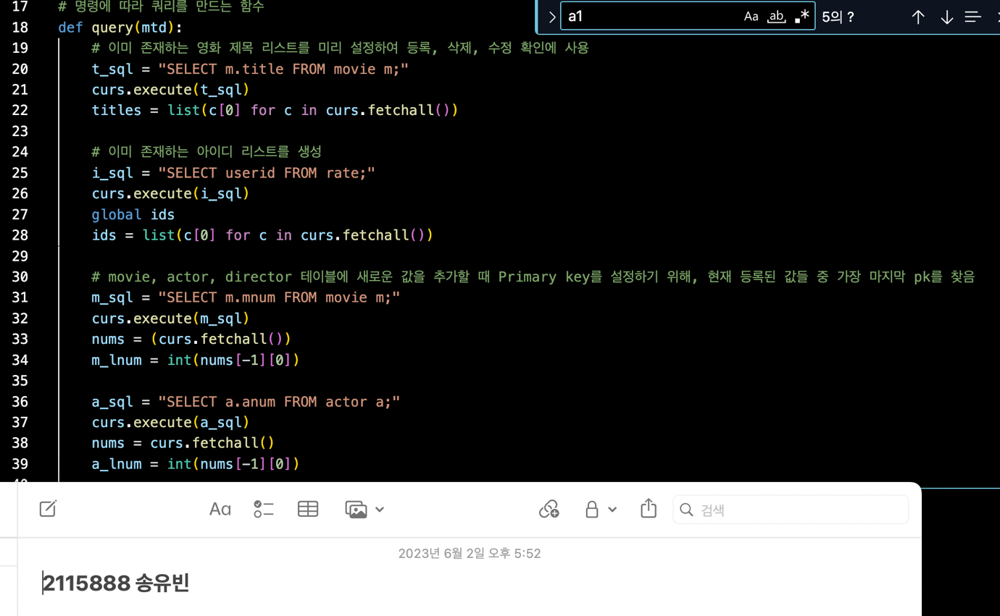 17 # 명령에 따라 쿼리를 만드는 함수
a1 Aa ab .* 5의 ?
18 def query(mtd):
19 # 이미 존재하는 영화 제목 리스트를 미리 설정하여 등록, 삭제, 수정 확인에 사용
20 t_sql = "SELECT m.title FROM movie m;"
21 curs.execute(t_sql)
22 titles = list(c[0] for c in curs.fetchall())
23
24 # 이미 존재하는 아이디 리스트를 생성
25 i_sql = "SELECT userid FROM rate;"
26 curs.execute(i_sql)
27 global ids
28 ids = list(c[0] for c in curs.fetchall())
29
30 # movie, actor, director 테이블에 새로운 값을 추가할 때 Primary key를 설정하기 위해, 현재 등록된 값들 중 가장 마지막 pk를 찾음
31 m_sql = "SELECT m.mnum FROM movie m;"
32 curs.execute(m_sql)
33 nums = (curs.fetchall())
34 m_lnum = int(nums[-1][0])
35
36 a_sql = "SELECT a.anum FROM actor a;"
37 curs.execute(a_sql)
38 nums = curs.fetchall()
39 a_lnum = int(nums[-1][0])
Aa 검색
2023년 6월 2일 오후 5:52
2115888 송유빈